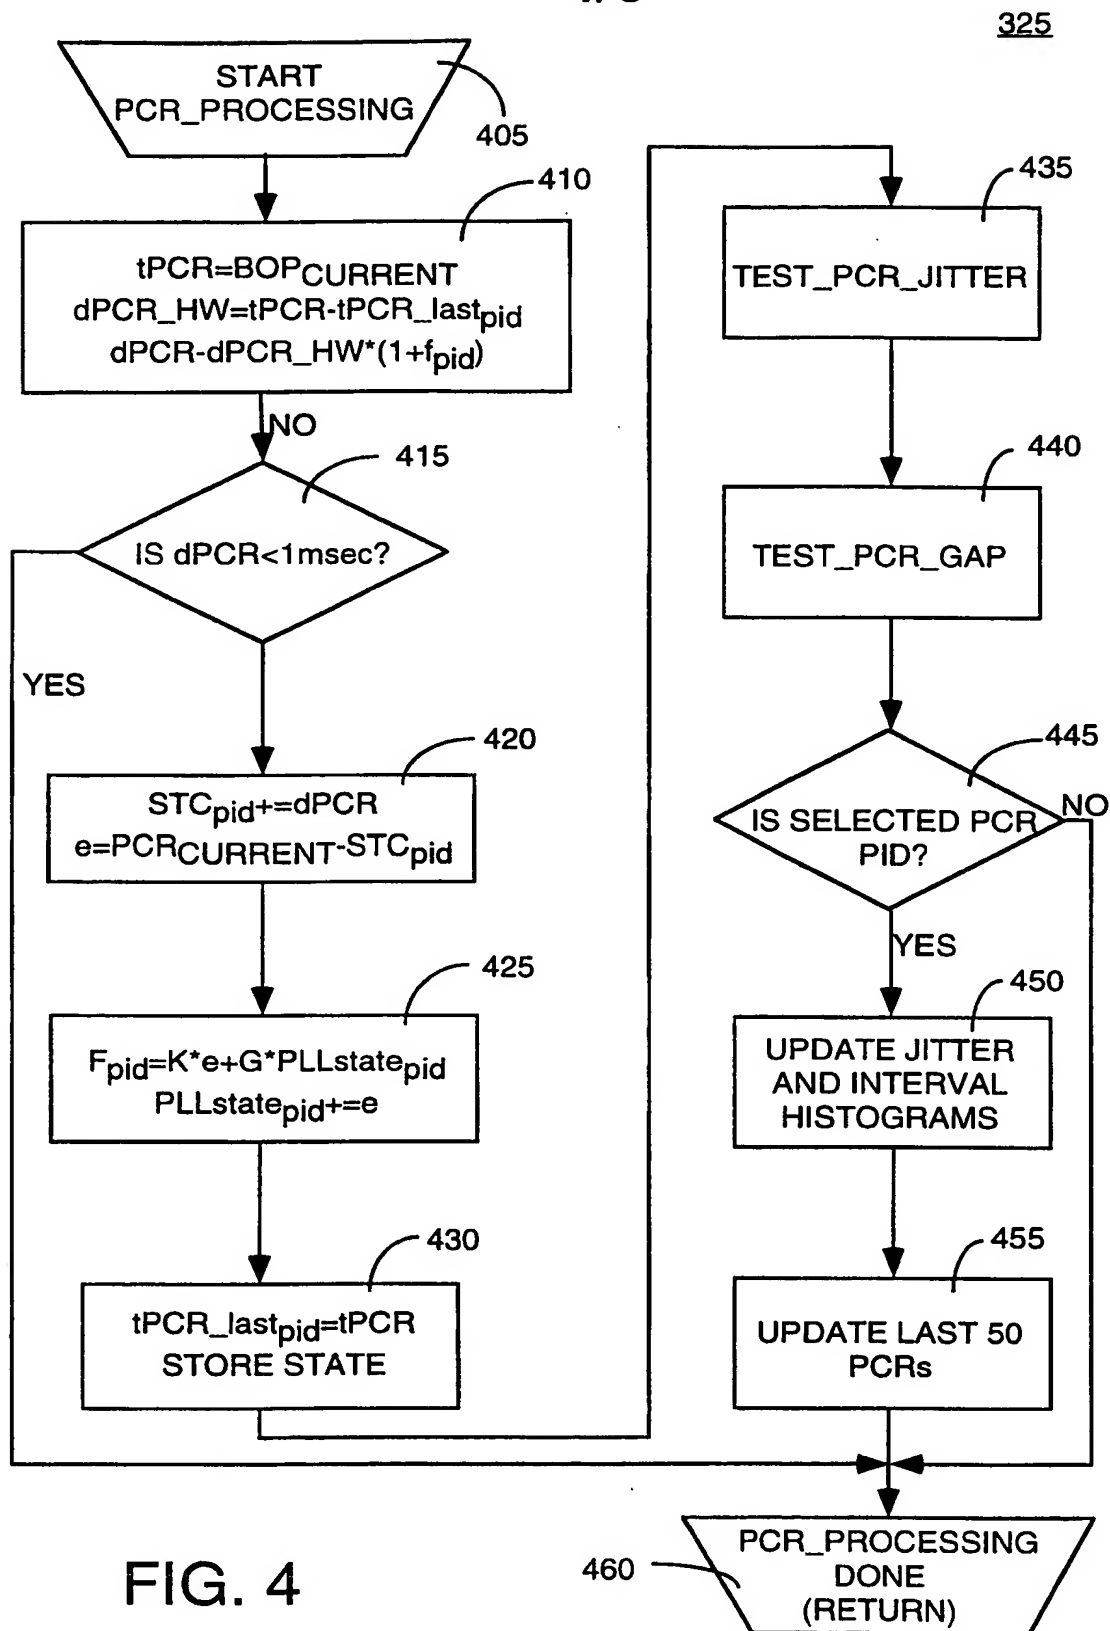 325
START
PCR_PROCESSING
405
410
tPCR=BOPCURRENT
dPCR_HW=tPCR-tPCR_lastpid
dPCR-dPCR_HW*(1+fpid)
NO
415
IS dPCR<1msec?
YES
420
STCpid+=dPCR
e=PCRCURRENT-STCpid
425
Fpid=K*e+G*PLLstatepid
PLLstatepid+=e
430
tPCR_lastpid=tPCR
STORE STATE
435
TEST_PCR_JITTER
440
TEST_PCR_GAP
445
NO
IS SELECTED PCR
PID?
YES
450
UPDATE JITTER
AND INTERVAL
HISTOGRAMS
455
UPDATE LAST 50
PCRs
460
PCR_PROCESSING
DONE
(RETURN)
FIG. 4